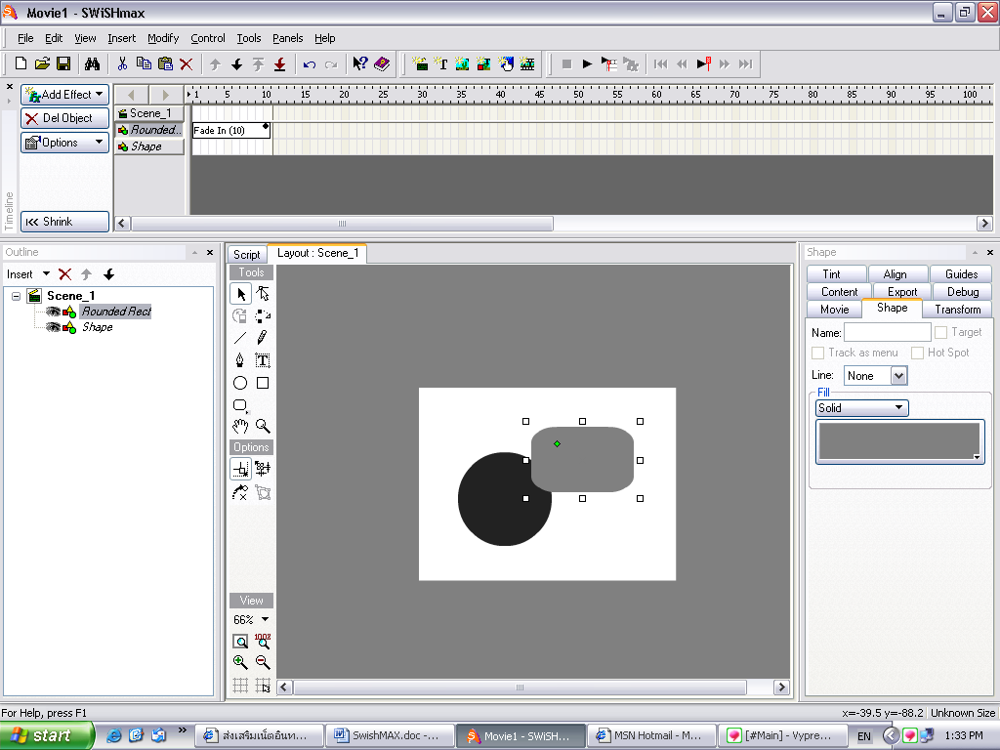 Movie1 - SWiSHmax
File Edit View Insert Modify Control Tools Panels Help
Add Effect
1 5 10 15 20 25 30 35 40 45 50 55 60 65 70 75 80 85 90 95 100
Scene_1
Del Object
Rounded...
Fade In (10)
Options
Shape
Timeline
Shrink
Outline
Script
Layout : Scene_1
Shape
Insert
Tools
Tint Align Guides
Scene_1
Content Export Debug
Rounded Rect
Movie Shape Transform
Shape
Name:
Target
Track as menu
Hot Spot
Line: None
Fill
Solid
Options
View
66%
100%
For Help, press F1
x=-39.5 y=-88.2
Unknown Size
start
ส่งเสริมเน็ตอินท...
SwishMAX.doc -...
Movie1 - SWiSH...
MSN Hotmail - M...
[#Main] - Vypre...
EN
1:33 PM